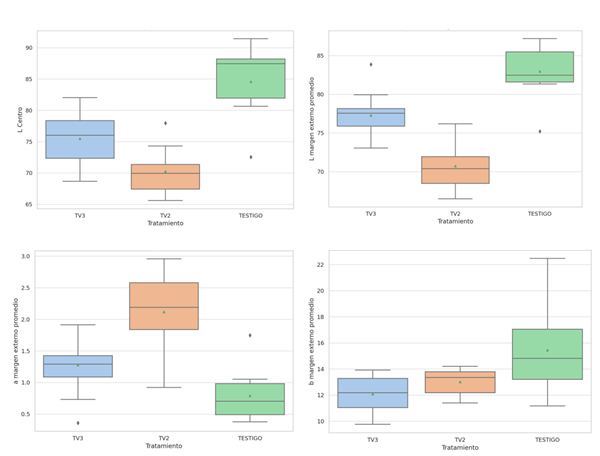 L Centro
90
85
80
75
70
65
TV3 TV2 TESTIGO
Tratamiento
L margen externo promedio
85
80
75
70
TV3 TV2 TESTIGO
Tratamiento
a margen externo promedio
3.0
2.5
2.0
1.5
1.0
0.5
TV3 TV2 TESTIGO
Tratamiento
b margen externo promedio
22
20
18
16
14
12
10
TV3 TV2 TESTIGO
Tratamiento